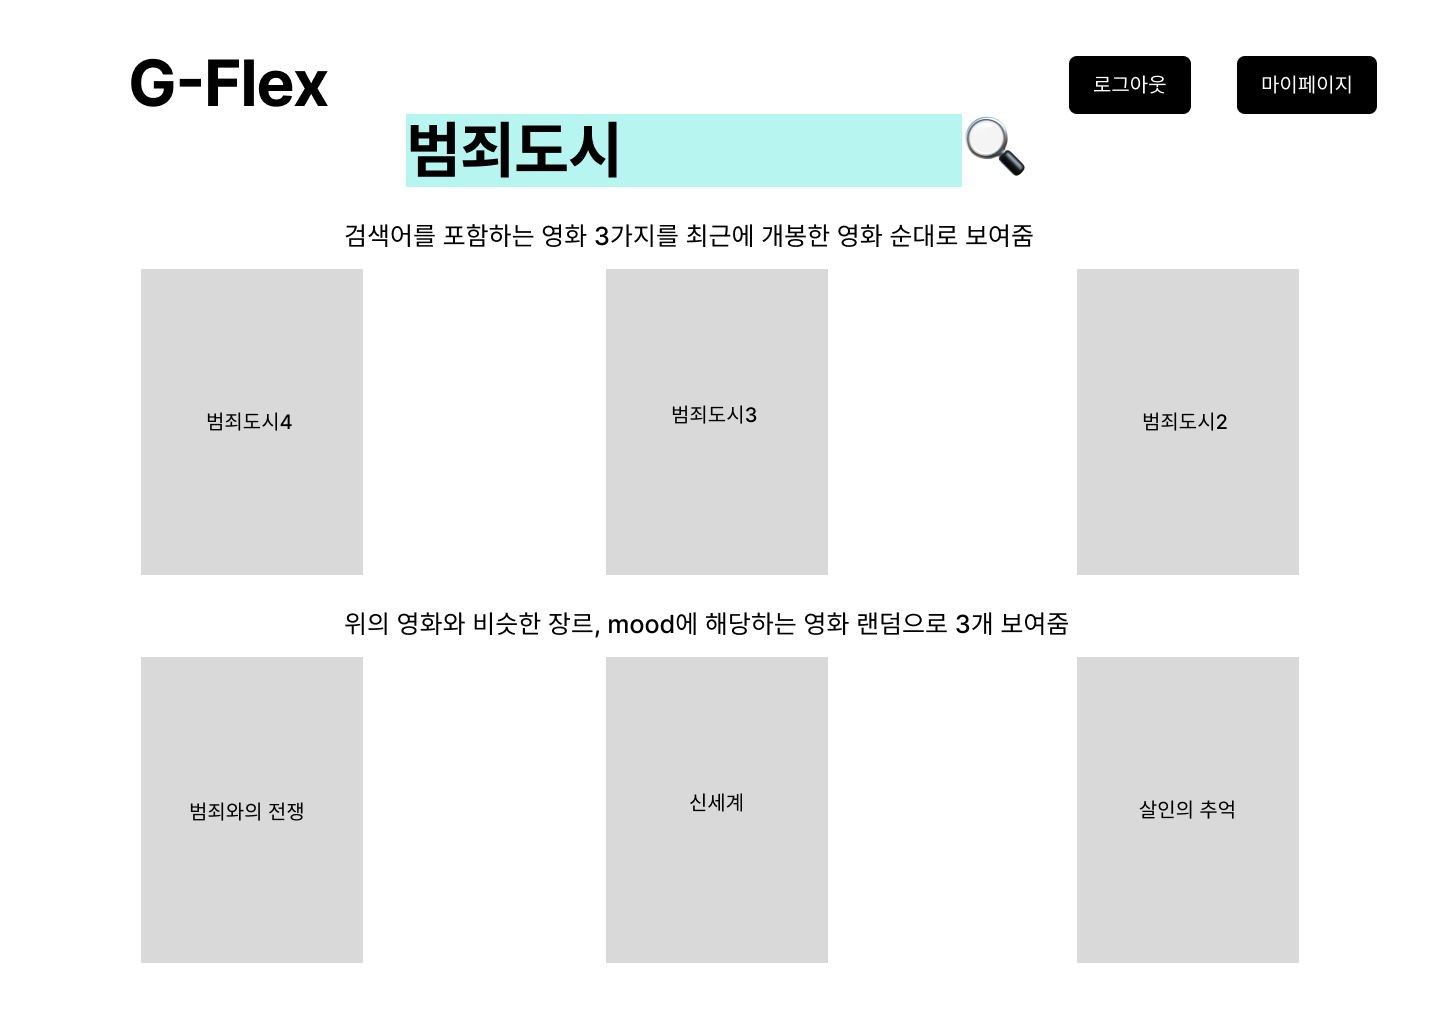 G-Flex
로그아웃
마이페이지
범죄도시
검색어를 포함하는 영화 3가지를 최근에 개봉한 영화 순대로 보여줌
범죄도시4
범죄도시3
범죄도시2
위의 영화와 비슷한 장르, mood에 해당하는 영화 랜덤으로 3개 보여줌
범죄와의 전쟁
신세계
살인의 추억